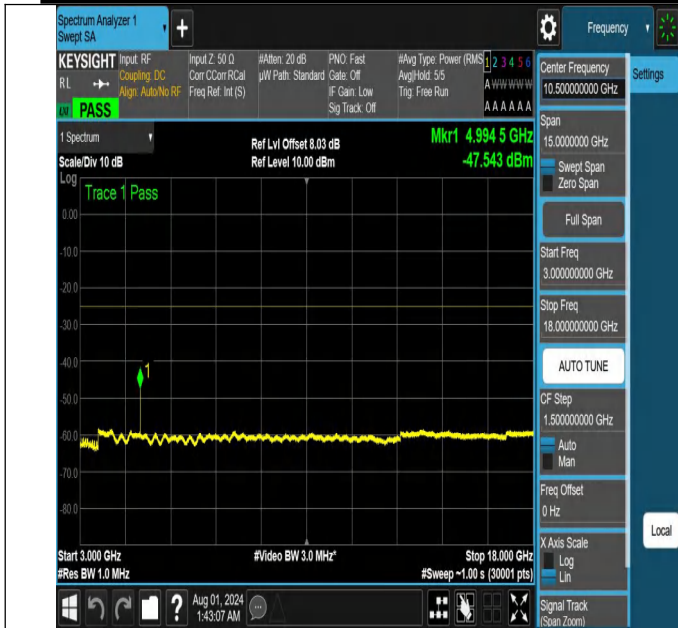 Spectrum Analyzer 1
Swept SA
Frequency
KEYSIGHT
RL
PASS
Input: RF
Coupling: DC
Align: Auto/No RF
Input Z: 50 Ω
Corr CCorr RCal
Freq Ref: Int (S)
#Atten: 20 dB
µW Path: Standard
PNO: Fast
Gate: Off
IF Gain: Low
Sig Track: Off
#Avg Type: Power (RMS
Avg|Hold: 5/5
Trig: Free Run
1 2 3 4 5 6
A W W W W W
A A A A A A
1 Spectrum
Scale/Div 10 dB
Ref Lvl Offset 8.03 dB
Ref Level 10.00 dBm
Mkr1 4.994 5 GHz
-47.543 dBm
Log
Trace 1 Pass
0.00
-10.0
-20.0
-30.0
-40.0
1
-50.0
-60.0
-70.0
-80.0
Start 3.000 GHz
#Video BW 3.0 MHz*
Stop 18.000 GHz
#Res BW 1.0 MHz
#Sweep ~1.00 s (30001 pts)
?
Aug 01, 2024
1:43:07 AM
Center Frequency
10.500000000 GHz
Settings
Span
15.0000000 GHz
Swept Span
Zero Span
Full Span
Start Freq
3.000000000 GHz
Stop Freq
18.000000000 GHz
AUTO TUNE
CF Step
1.500000000 GHz
Auto
Man
Freq Offset
0 Hz
X Axis Scale
Log
Lin
Local
Signal Track
(Span Zoom)